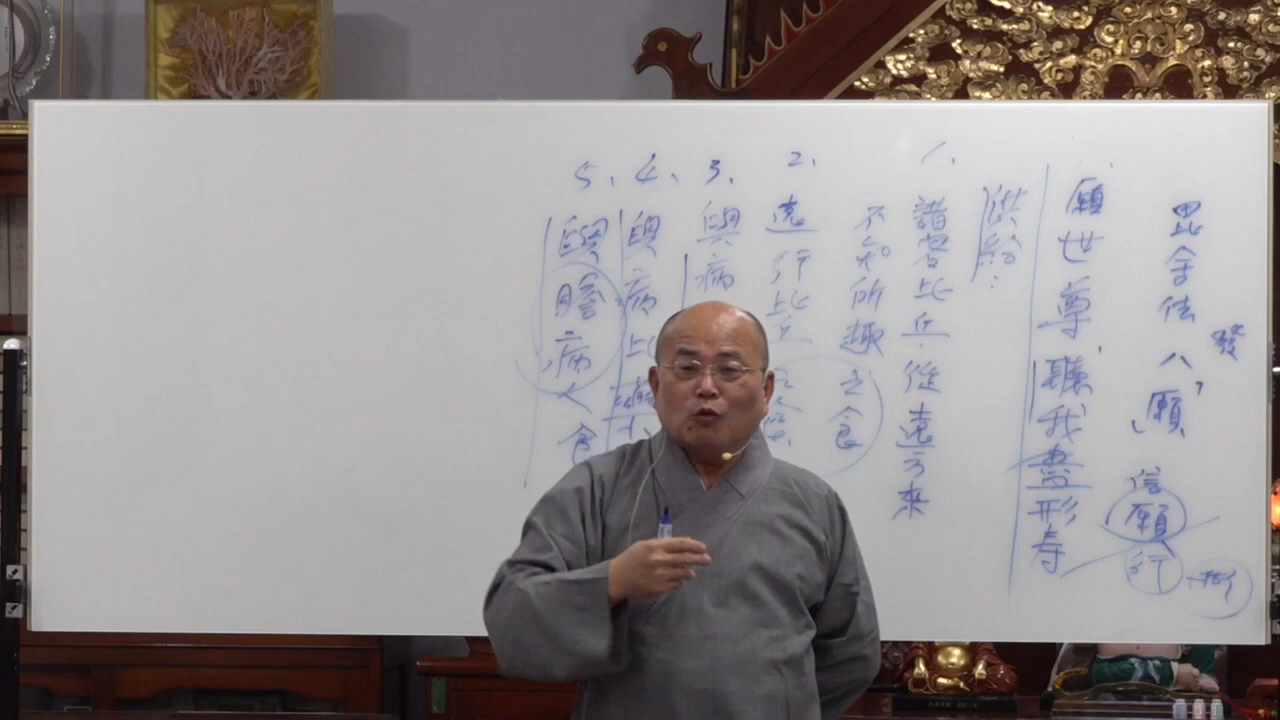 毘舍佉八「願」
發
信願行
願世尊聽我盡形寿
供給:
1、諸客比丘從遠方來
不知所趣之食
2、遠行比丘
3、與病
4、與病比
5、與瞻病人食